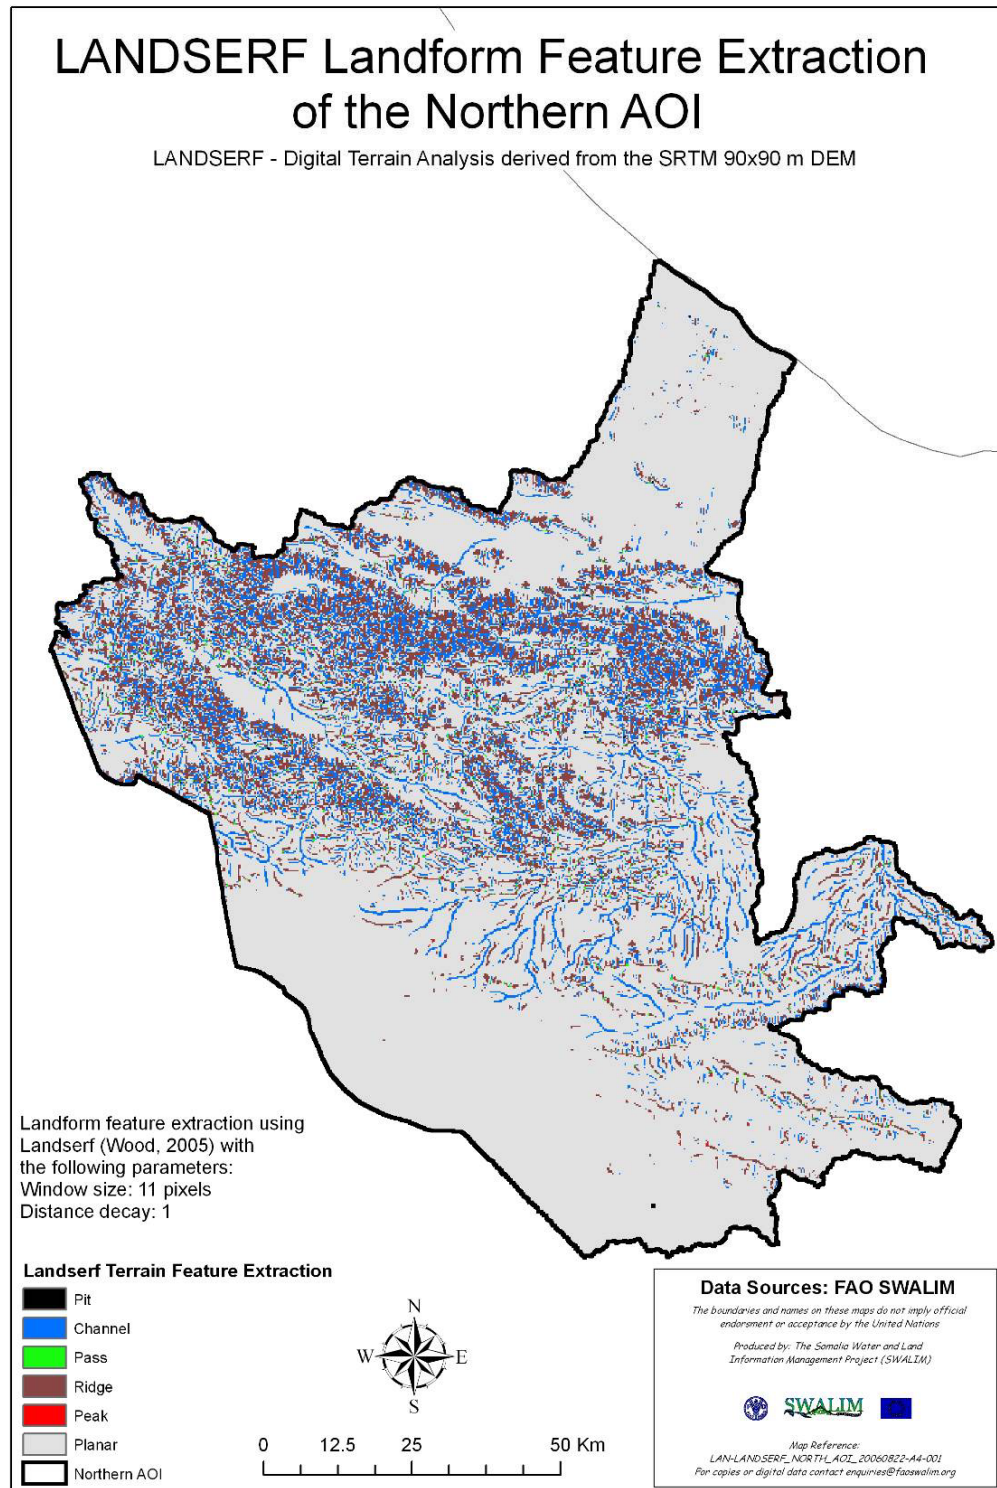 LANDSERF Landform Feature Extraction
of the Northern AOI
LANDSERF - Digital Terrain Analysis derived from the SRTM 90x90 m DEM
Landform feature extraction using
Landserf (Wood, 2005) with
the following parameters:
Window size: 11 pixels
Distance decay: 1
Landserf Terrain Feature Extraction
Pit
Channel
Pass
Ridge
Peak
Planar
Northern AOI
N
W E
S
0 12.5 25 50 Km
Data Sources: FAO SWALIM
The boundaries and names on these maps do not imply official
endorsment or acceptance by the United Nations
Produced by: The Somalia Water and Land
Information Management Project (SWALIM)
SWALIM
Map Reference:
LAN-LANDSERF_NORTH_AOI_20060822-A4-001
For copies or digital data contact enquiries@faoswalim.org